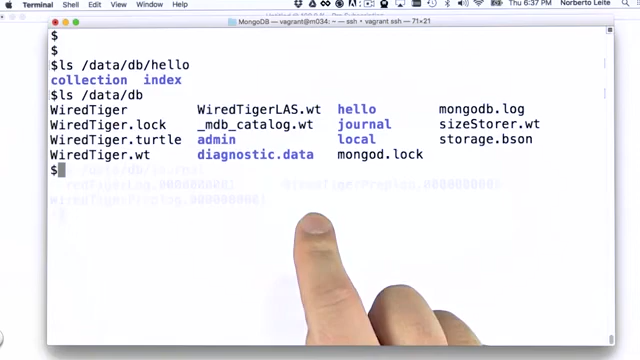 Terminal Shell Edit View Window Help
Thu 6:37 PM Norberto Leite
MongoDB — vagrant@m034: ~ — ssh ‹ vagrant ssh — 71×21
$
$
$ls /data/db/hello
collection index
$ls /data/db
WiredTiger WiredTigerLAS.wt hello mongodb.log
WiredTiger.lock _mdb_catalog.wt journal sizeStorer.wt
WiredTiger.turtle admin local storage.bson
WiredTiger.wt diagnostic.data mongod.lock
$